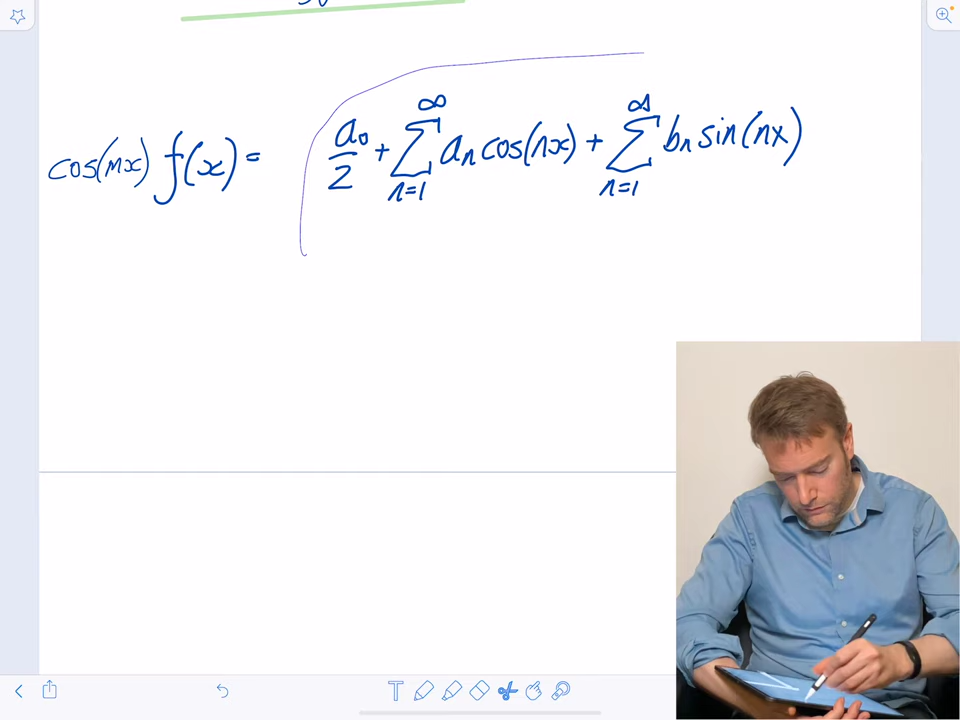 cos(mx) f(x) = a₀/2 + ∑_{n=1}^{∞} aₙ cos(nx) + ∑_{n=1}^{∞} bₙ sin(nx)
T